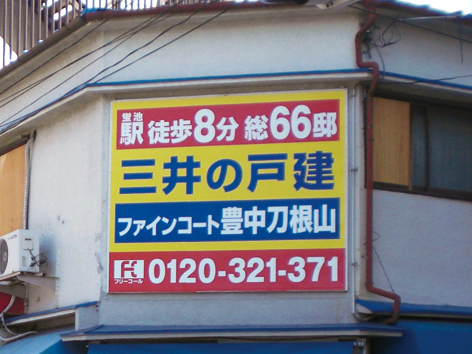 蛍池駅 徒歩8分 総66邸
三井の戸建
ファインコート豊中刀根山
フリーコール 0120-321-371